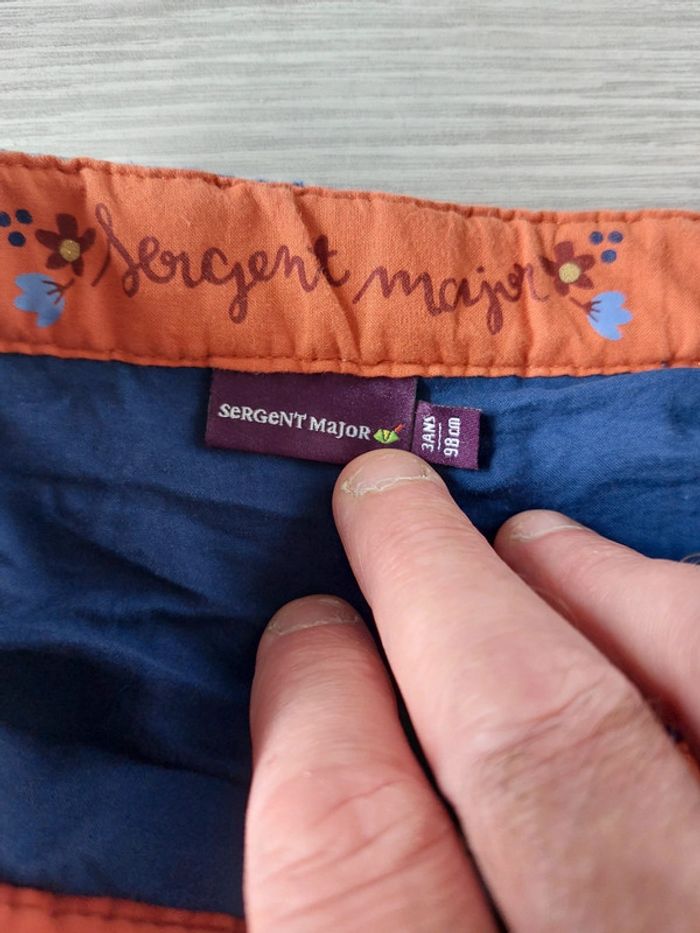 Sergent major
SeRGeNT MaJoR
3ANS
98cm